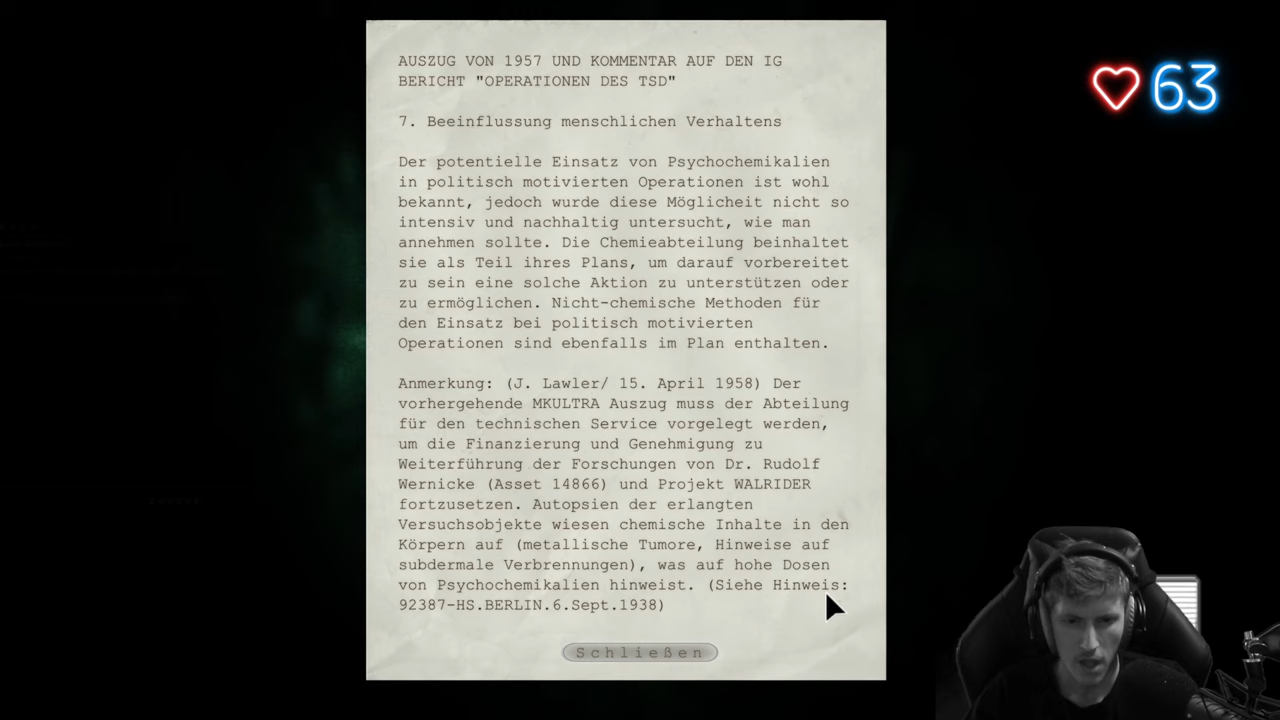 AUSZUG VON 1957 UND KOMMENTAR AUF DEN IG
BERICHT "OPERATIONEN DES TSD"
7. Beeinflussung menschlichen Verhaltens
Der potentielle Einsatz von Psychochemikalien
in politisch motivierten Operationen ist wohl
bekannt, jedoch wurde diese Möglicheit nicht so
intensiv und nachhaltig untersucht, wie man
annehmen sollte. Die Chemieabteilung beinhaltet
sie als Teil ihres Plans, um darauf vorbereitet
zu sein eine solche Aktion zu unterstützen oder
zu ermöglichen. Nicht-chemische Methoden für
den Einsatz bei politisch motivierten
Operationen sind ebenfalls im Plan enthalten.
Anmerkung: (J. Lawler/ 15. April 1958) Der
vorhergehende MKULTRA Auszug muss der Abteilung
für den technischen Service vorgelegt werden,
um die Finanzierung und Genehmigung zu
Weiterführung der Forschungen von Dr. Rudolf
Wernicke (Asset 14866) und Projekt WALRIDER
fortzusetzen. Autopsien der erlangten
Versuchsobjekte wiesen chemische Inhalte in den
Körpern auf (metallische Tumore, Hinweise auf
subdermale Verbrennungen), was auf hohe Dosen
von Psychochemikalien hinweist. (Siehe Hinweis:
92387-HS.BERLIN.6.Sept.1938)
Schließen
63